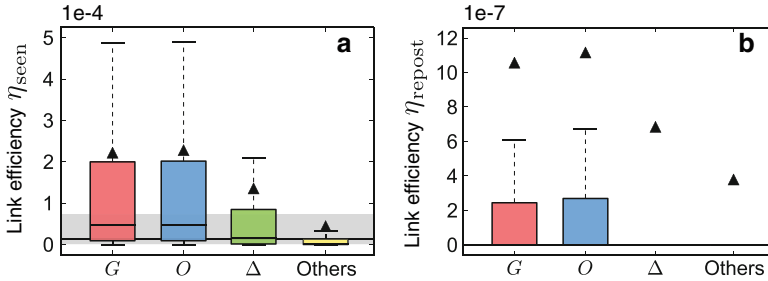 1e-4
a
Link efficiency η_seen
5
4
3
2
1
0
G O Δ Others
1e-7
b
Link efficiency η_repost
12
10
8
6
4
2
0
G O Δ Others